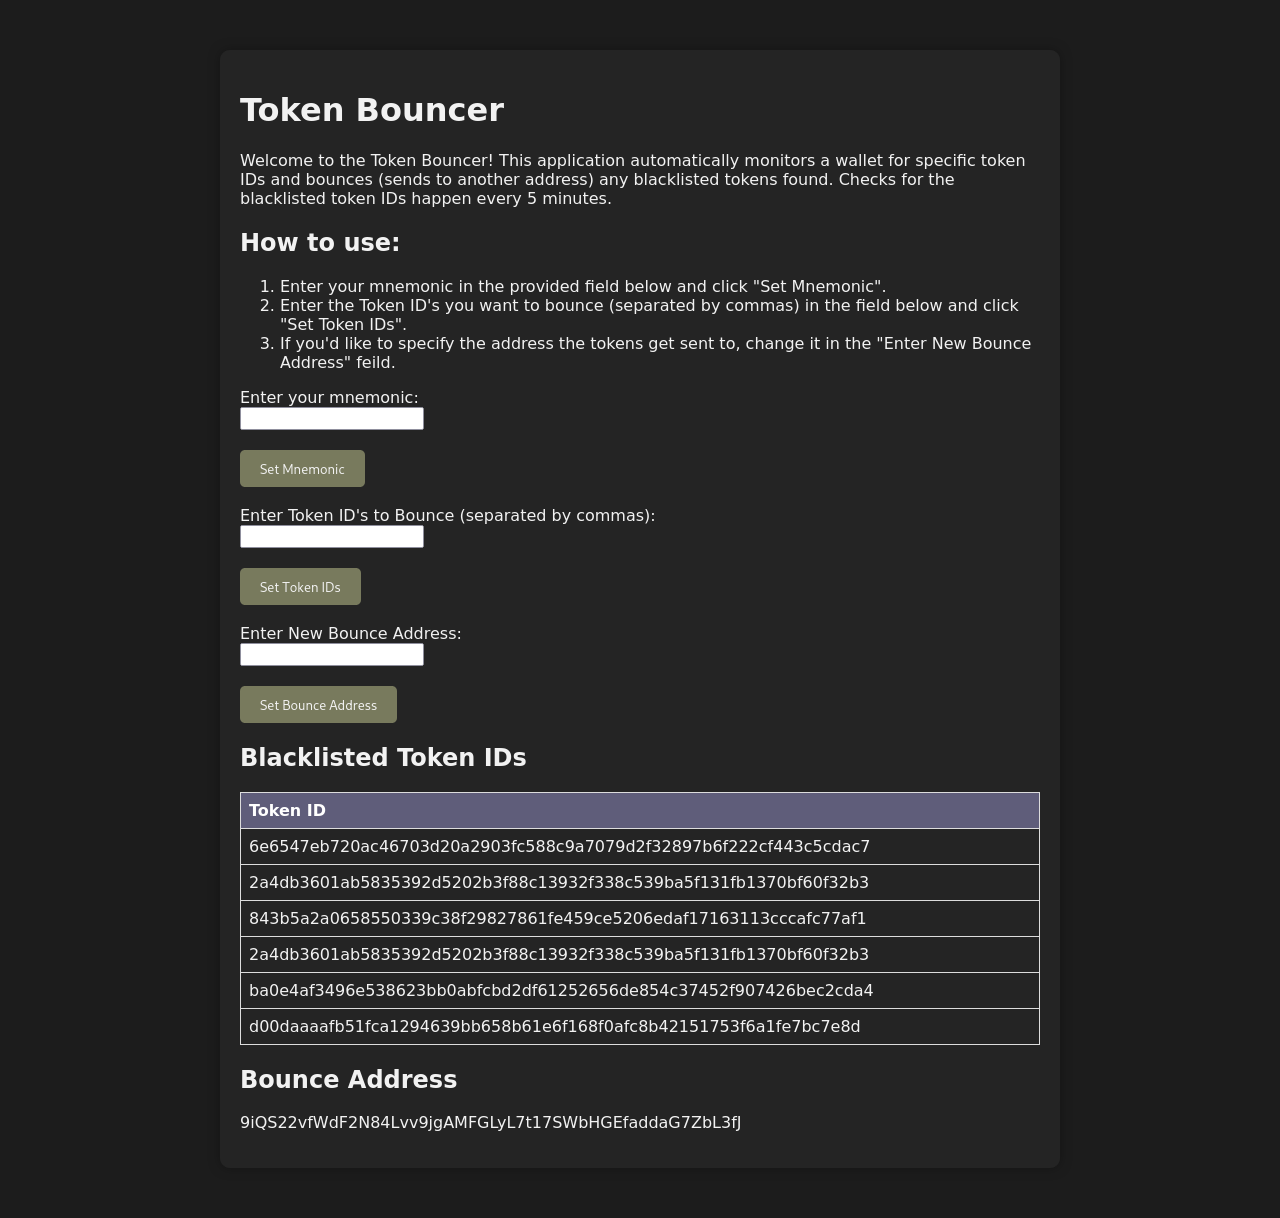 Token Bouncer
Welcome to the Token Bouncer! This application automatically monitors a wallet for specific token
IDs and bounces (sends to another address) any blacklisted tokens found. Checks for the
blacklisted token IDs happen every 5 minutes.
How to use:
1. Enter your mnemonic in the provided field below and click "Set Mnemonic".
2. Enter the Token ID's you want to bounce (separated by commas) in the field below and click
"Set Token IDs".
3. If you'd like to specify the address the tokens get sent to, change it in the "Enter New Bounce
Address" feild.
Enter your mnemonic:
Set Mnemonic
Enter Token ID's to Bounce (separated by commas):
Set Token IDs
Enter New Bounce Address:
Set Bounce Address
Blacklisted Token IDs
Token ID
6e6547eb720ac46703d20a2903fc588c9a7079d2f32897b6f222cf443c5cdac7
2a4db3601ab5835392d5202b3f88c13932f338c539ba5f131fb1370bf60f32b3
843b5a2a0658550339c38f29827861fe459ce5206edaf17163113cccafc77af1
2a4db3601ab5835392d5202b3f88c13932f338c539ba5f131fb1370bf60f32b3
ba0e4af3496e538623bb0abfcbd2df61252656de854c37452f907426bec2cda4
d00daaaafb51fca1294639bb658b61e6f168f0afc8b42151753f6a1fe7bc7e8d
Bounce Address
9iQS22vfWdF2N84Lvv9jgAMFGLyL7t17SWbHGEfaddaG7ZbL3fJ